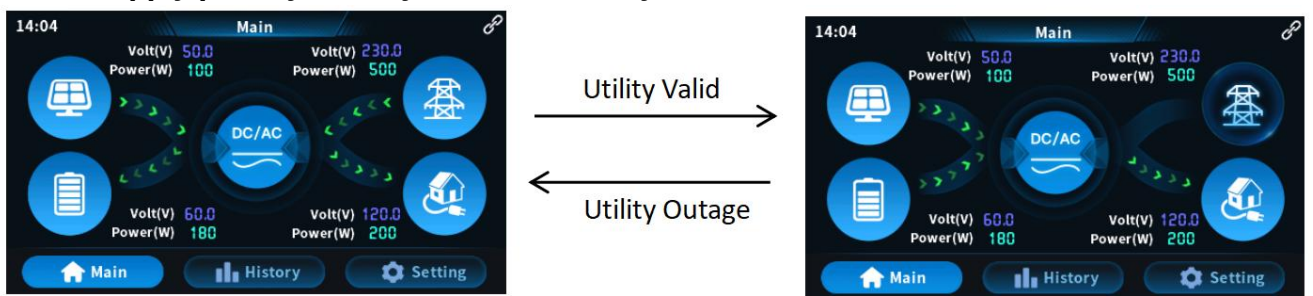 14:04 Main
Volt(V) 50.0 Volt(V) 230.0
Power(W) 100 Power(W) 500
DC/AC
Volt(V) 60.0 Volt(V) 120.0
Power(W) 180 Power(W) 200
Main History Setting
Utility Valid
Utility Outage
14:04 Main
Volt(V) 50.0 Volt(V) 230.0
Power(W) 100 Power(W) 500
DC/AC
Volt(V) 60.0 Volt(V) 120.0
Power(W) 180 Power(W) 200
Main History Setting